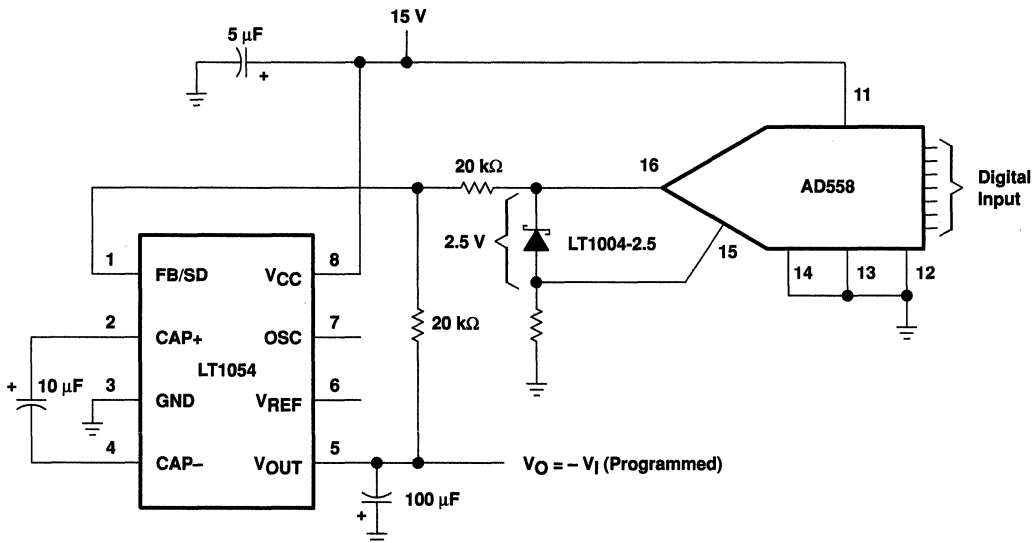 15 V
5 μF
+
11
16
20 kΩ
AD558
Digital
Input
2.5 V
LT1004-2.5
15
14
13
12
1
FB/SD
VCC
8
20 kΩ
2
CAP+
OSC
7
LT1054
+
10 μF
3
GND
VREF
6
4
CAP–
VOUT
5
VO = – VI (Programmed)
100 μF
+